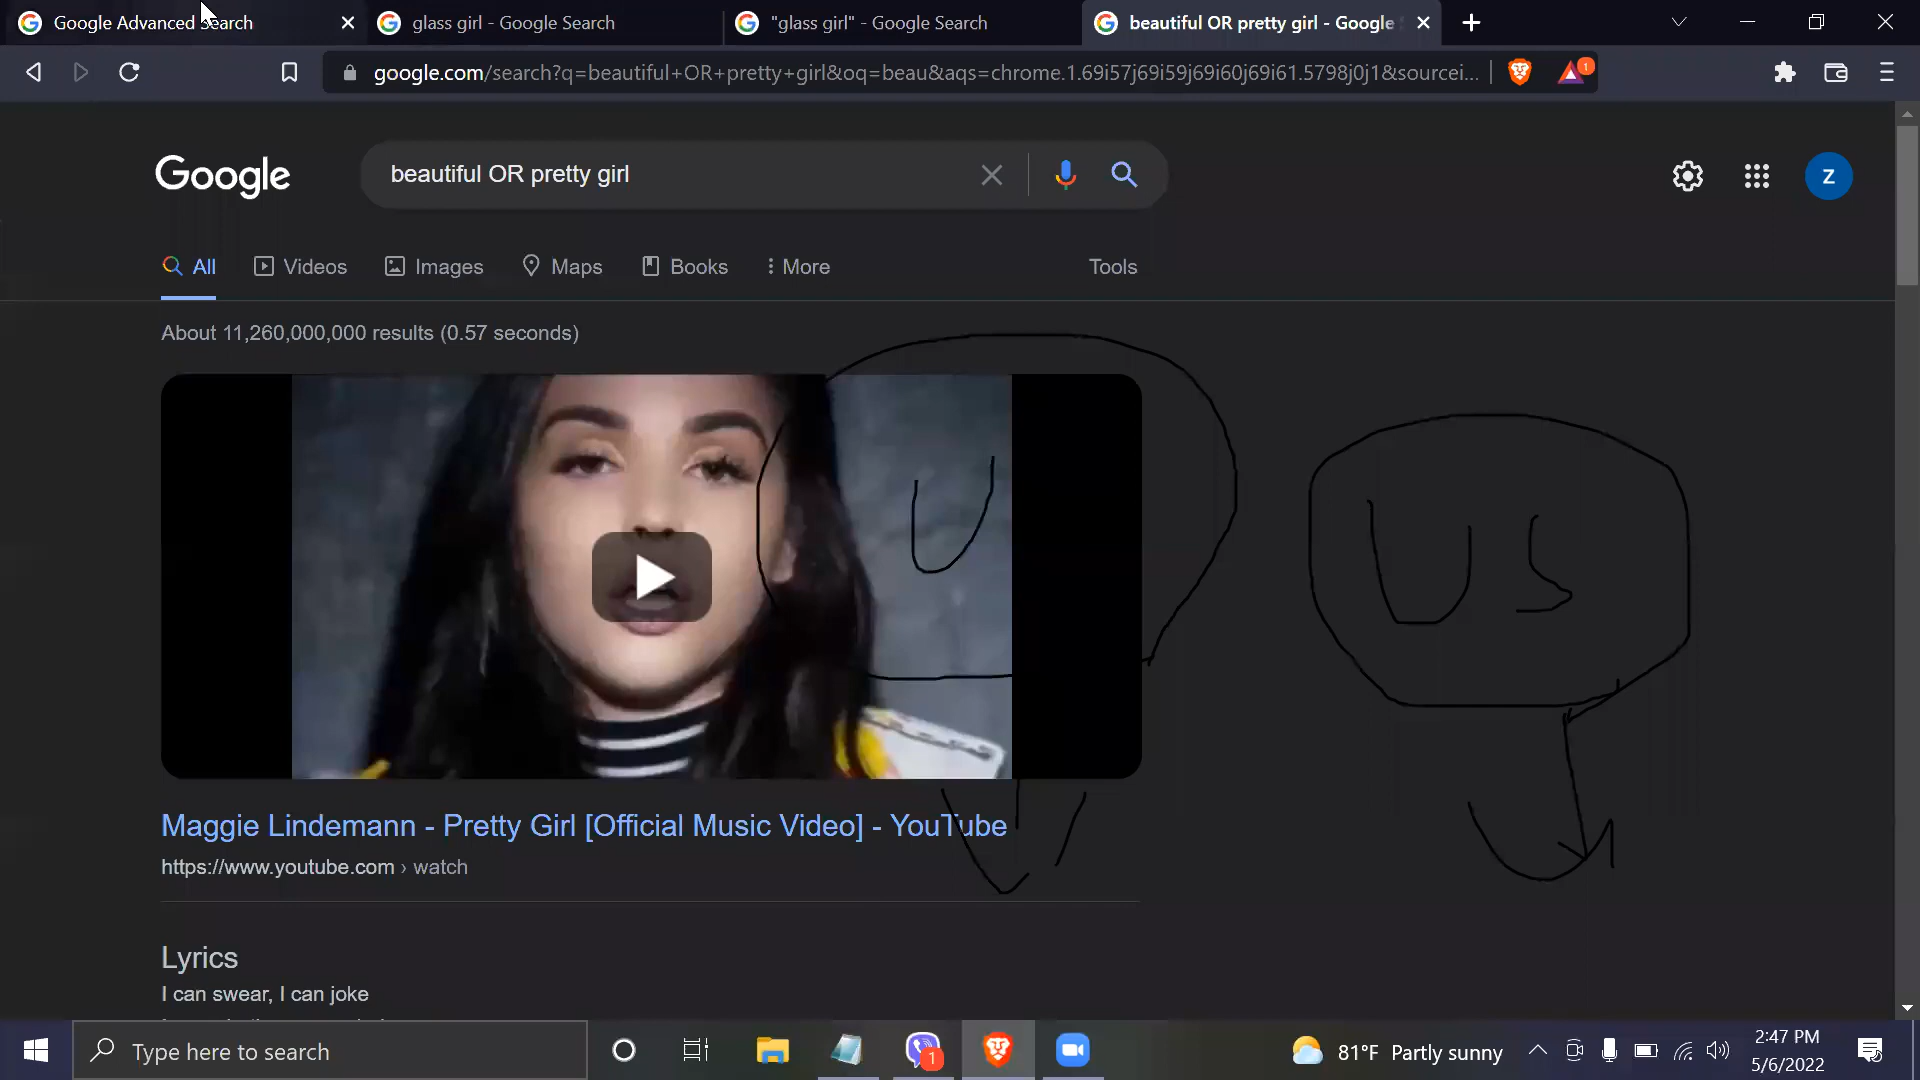 Google Advanced Search
glass girl - Google Search
"glass girl" - Google Search
beautiful OR pretty girl - Google
google.com/search?q=beautiful+OR+pretty+girl&oq=beau&aqs=chrome.1.69i57j69i59j69i60j69i61.5798j0j1&sourcei...
1
Google
beautiful OR pretty girl
Z
All
Videos
Images
Maps
Books
More
Tools
About 11,260,000,000 results (0.57 seconds)
U
US
Maggie Lindemann - Pretty Girl [Official Music Video] - YouTube
https://www.youtube.com › watch
Lyrics
I can swear, I can joke
Type here to search
1
81°F Partly sunny
2:47 PM
5/6/2022